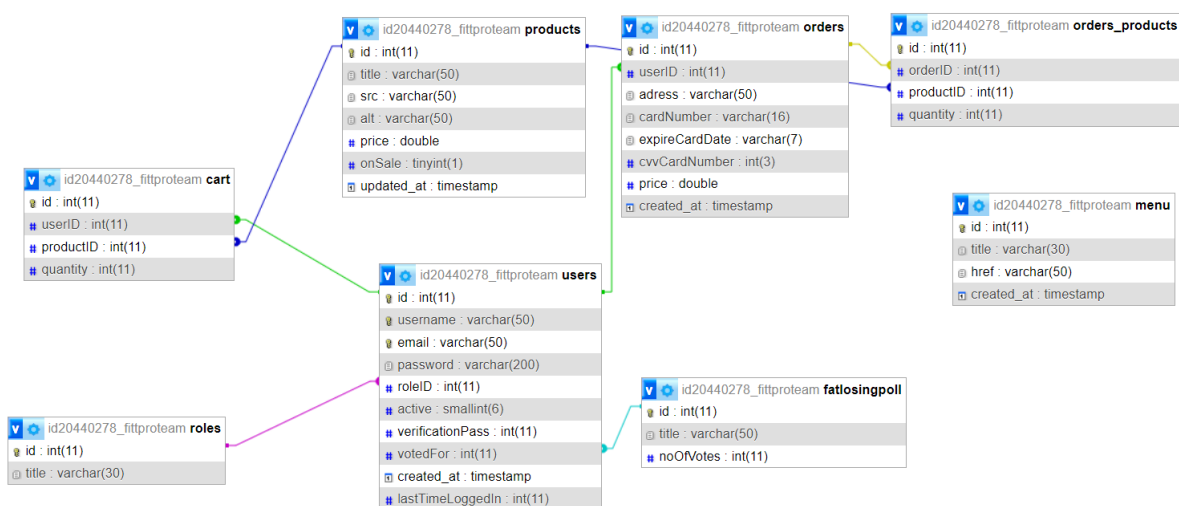 id20440278_fittproteam products
id : int(11)
title : varchar(50)
src : varchar(50)
alt : varchar(50)
price : double
onSale : tinyint(1)
updated_at : timestamp
id20440278_fittproteam orders
id : int(11)
userID : int(11)
adress : varchar(50)
cardNumber : varchar(16)
expireCardDate : varchar(7)
cvvCardNumber : int(3)
price : double
created_at : timestamp
id20440278_fittproteam orders_products
id : int(11)
orderID : int(11)
productID : int(11)
quantity : int(11)
id20440278_fittproteam cart
id : int(11)
userID : int(11)
productID : int(11)
quantity : int(11)
id20440278_fittproteam menu
id : int(11)
title : varchar(30)
href : varchar(50)
created_at : timestamp
id20440278_fittproteam users
id : int(11)
username : varchar(50)
email : varchar(50)
password : varchar(200)
roleID : int(11)
active : smallint(6)
verificationPass : int(11)
votedFor : int(11)
created_at : timestamp
lastTimeLoggedIn : int(11)
id20440278_fittproteam fatlosingpoll
id : int(11)
title : varchar(50)
noOfVotes : int(11)
id20440278_fittproteam roles
id : int(11)
title : varchar(30)